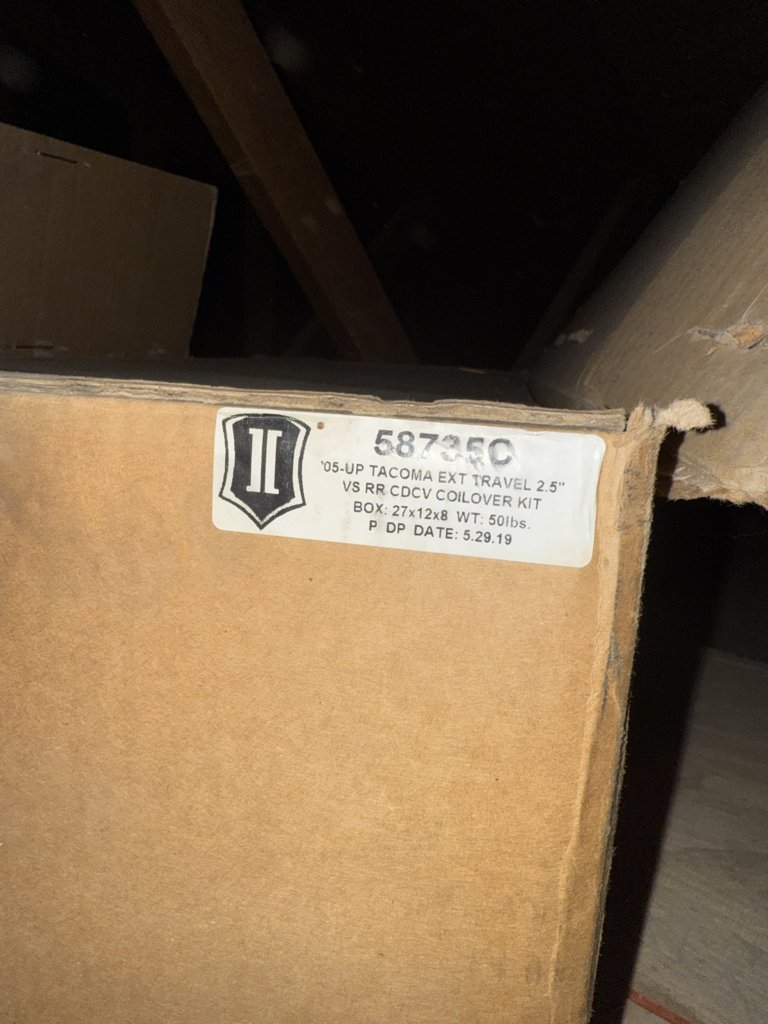 58735C
'05-UP TACOMA EXT TRAVEL 2.5"
VS RR CDCV COILOVER KIT
BOX: 27x12x8 WT: 50lbs.
P DP DATE: 5.29.19